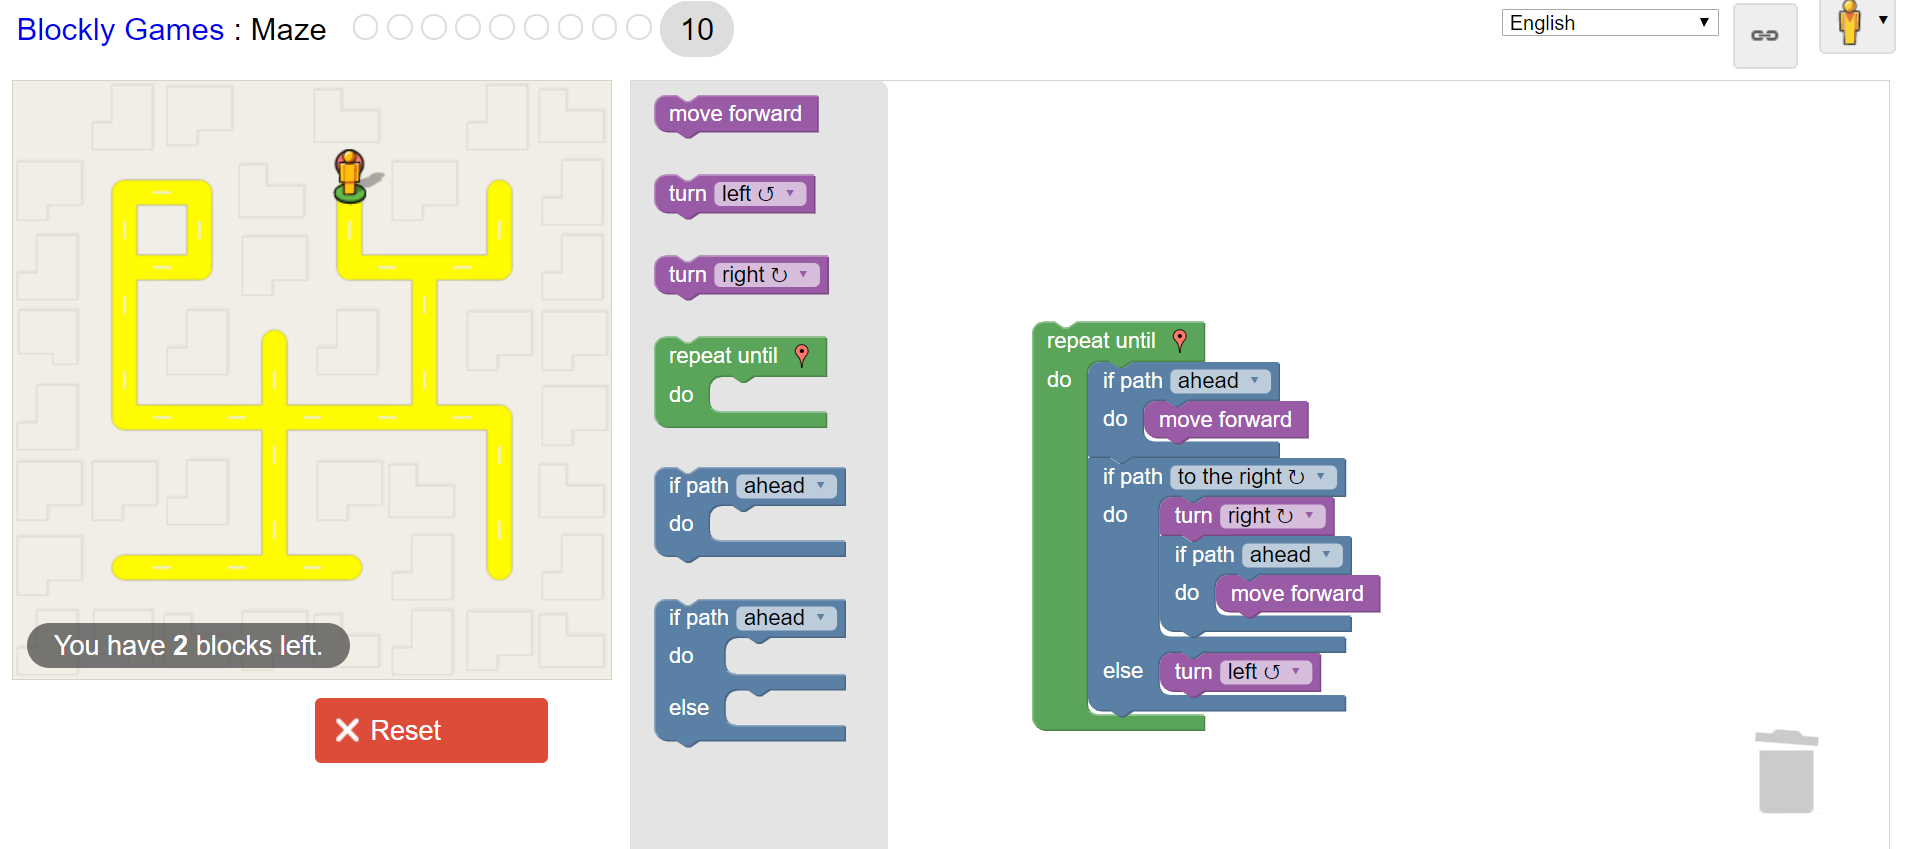 Blockly Games : Maze
10
English
You have 2 blocks left.
Reset
move forward
turn left ↺
turn right ↻
repeat until
do
if path ahead
do
if path ahead
do
else
repeat until
do
if path ahead
do
move forward
if path to the right ↻
do
turn right ↻
if path ahead
do
move forward
else
turn left ↺